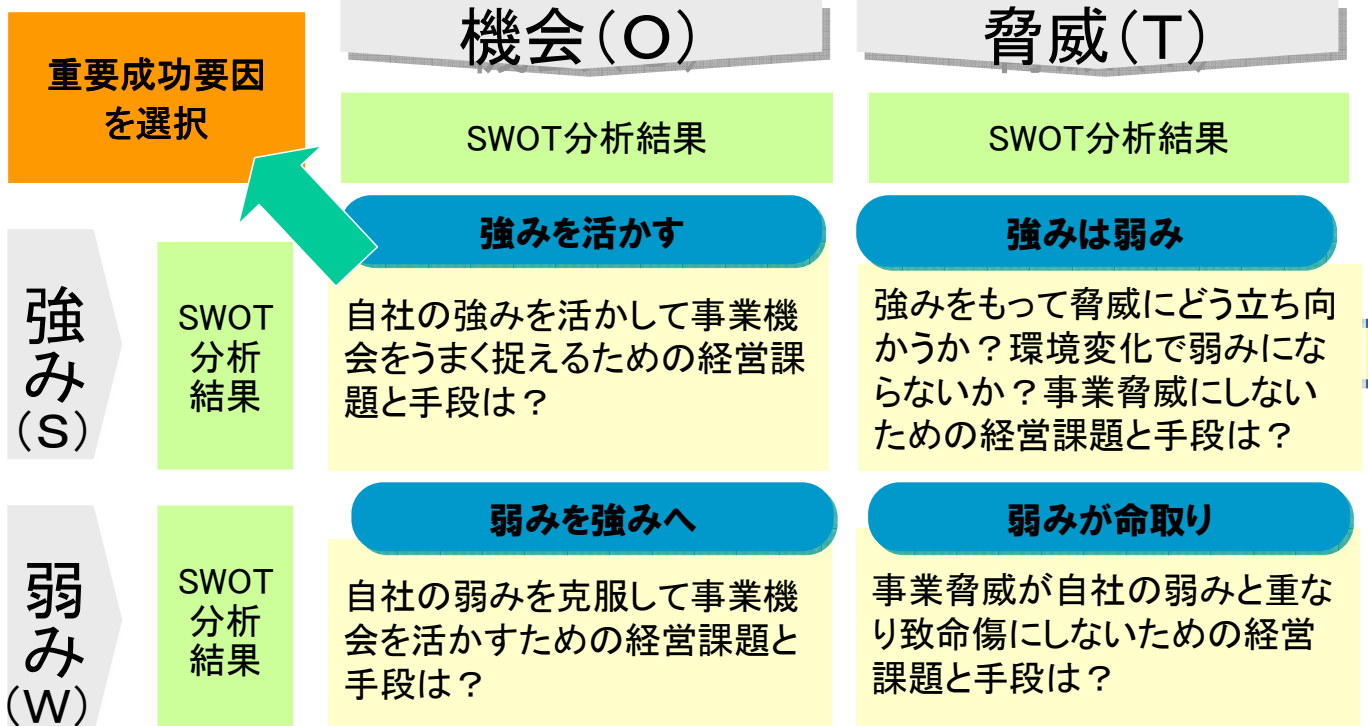 重要成功要因
を選択
機会(O)
脅威(T)
SWOT分析結果
SWOT分析結果
強み
(S)
SWOT
分析
結果
強みを活かす
自社の強みを活かして事業機
会をうまく捉えるための経営課
題と手段は?
強みは弱み
強みをもって脅威にどう立ち向
かうか?環境変化で弱みにな
らないか?事業脅威にしない
ための経営課題と手段は?
弱み
(W)
SWOT
分析
結果
弱みを強みへ
自社の弱みを克服して事業機
会を活かすための経営課題と
手段は?
弱みが命取り
事業脅威が自社の弱みと重な
り致命傷にしないための経営
課題と手段は?